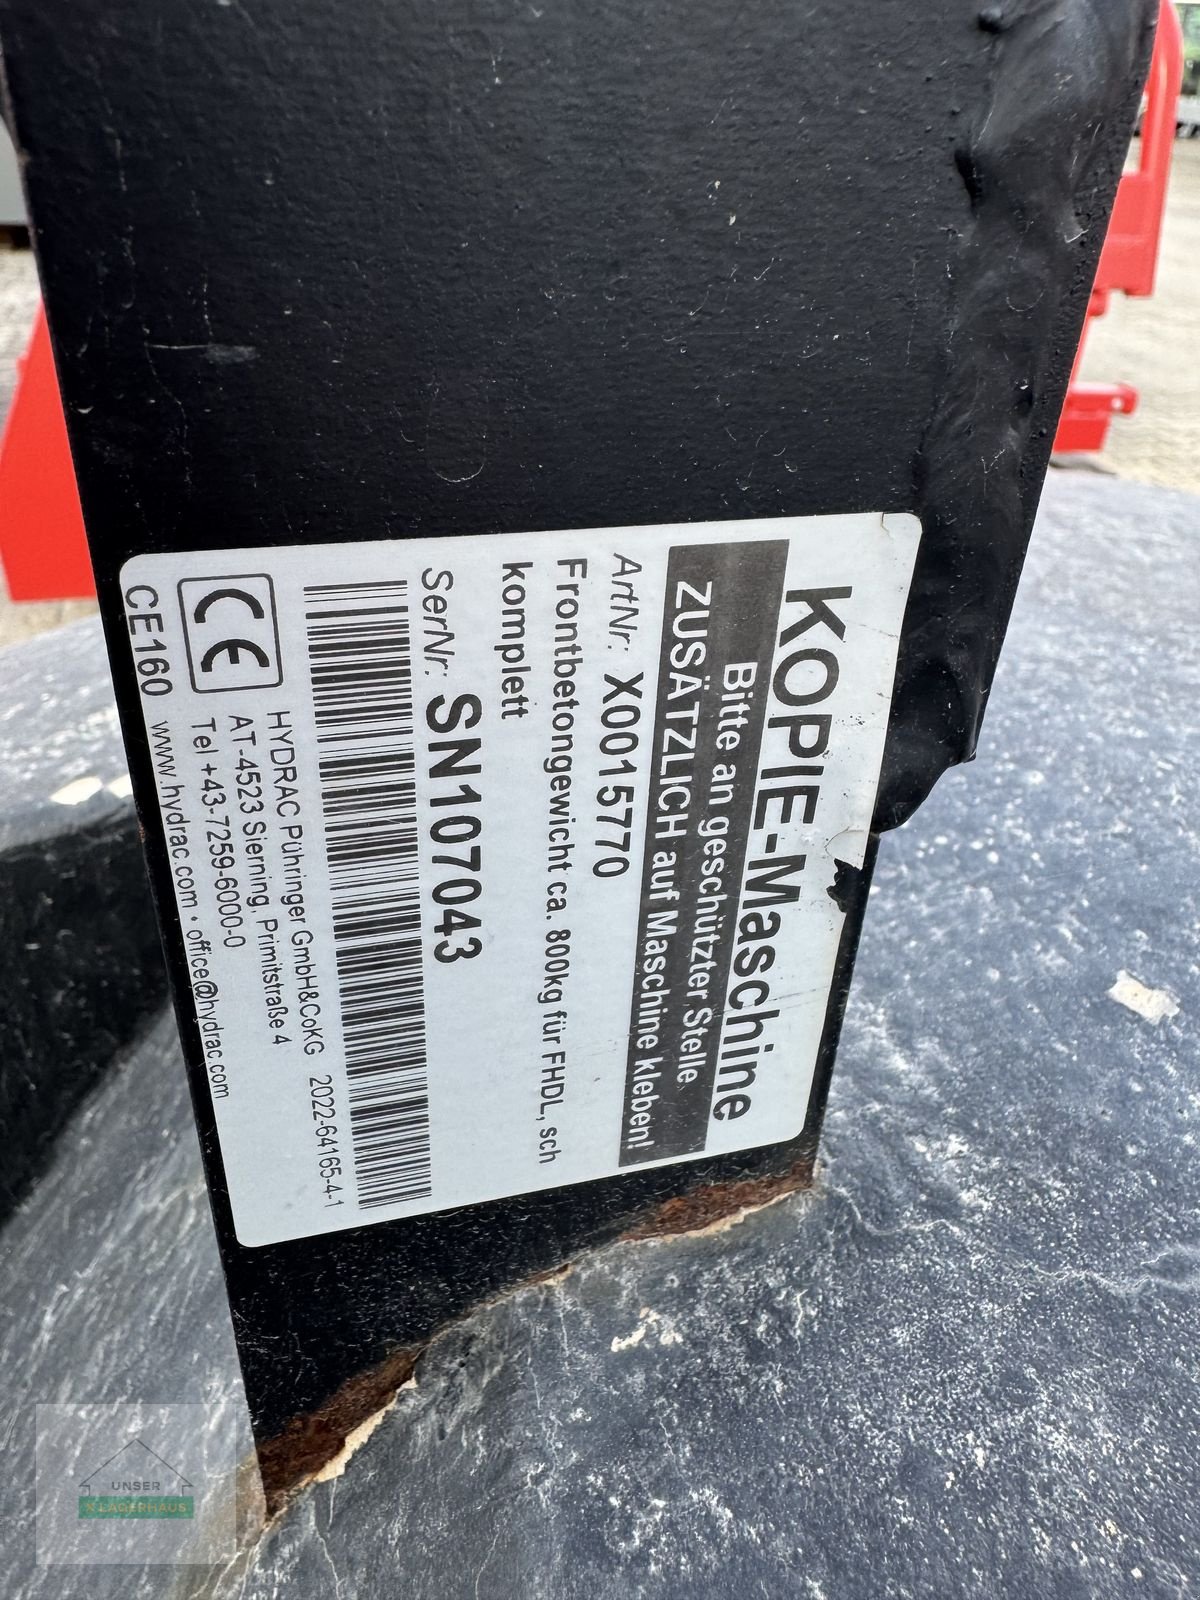 KOPIE-Maschine
Bitte an geschützter Stelle
ZUSÄTZLICH auf Maschine kleben!
ArtNr: X0015770
Frontbetongewicht ca. 800kg für FHDL, sch
komplett
SerNr: SN107043
HYDRAC Pühringer GmbH&CoKG 2022-64165-4-1
AT-4523 Sierning, Primitstraße 4
Tel +43-7259-6000-0
CE
CE160 www.hydrac.com • office@hydrac.com
UNSER
X LAGERHAUS